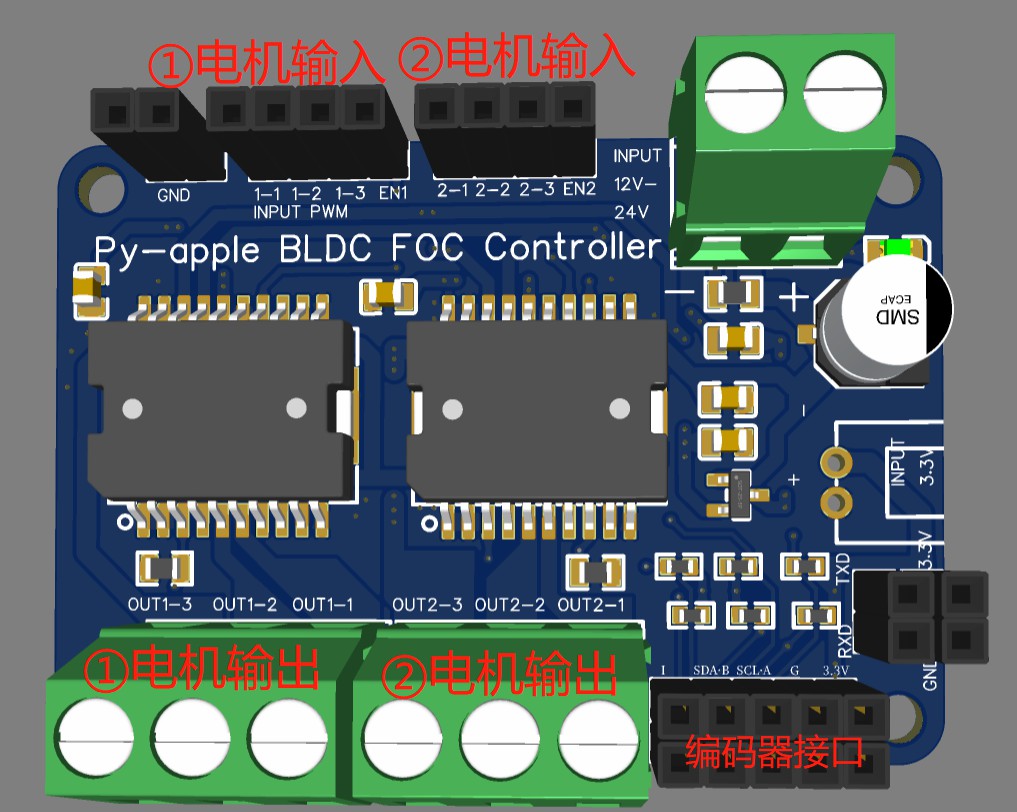 ①电机输入 ②电机输入
GND
1-1 1-2 1-3 EN1
INPUT PWM
2-1 2-2 2-3 EN2
INPUT
12V-
24V
Py-apple BLDC FOC Controller
- +
SMD
ECAP
-
+
INPUT
3.3V
3.3V
TXD
RXD
GND
OUT1-3 OUT1-2 OUT1-1
OUT2-3 OUT2-2 OUT2-1
①电机输出
②电机输出
I SDA·B SCL·A G 3.3V
编码器接口